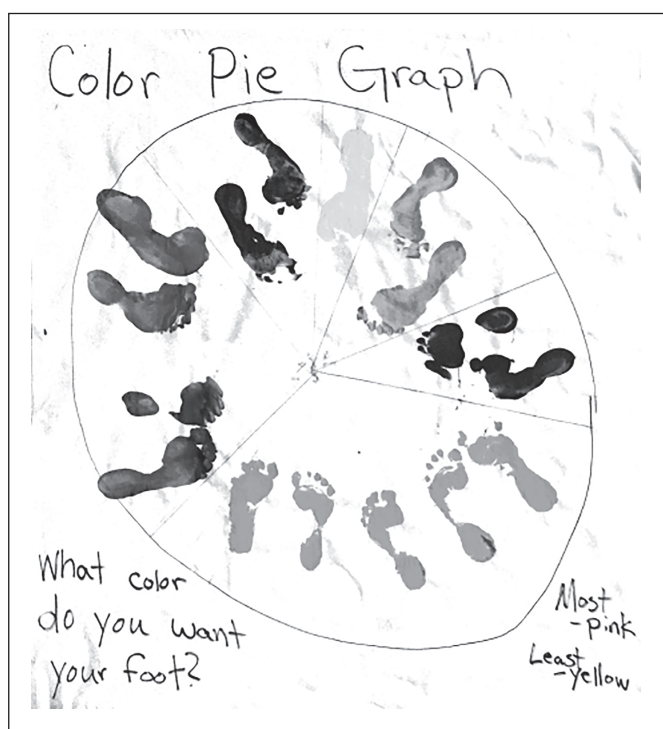 Color Pie Graph
What color
do you want
your foot?
Most
-pink
Least
-yellow